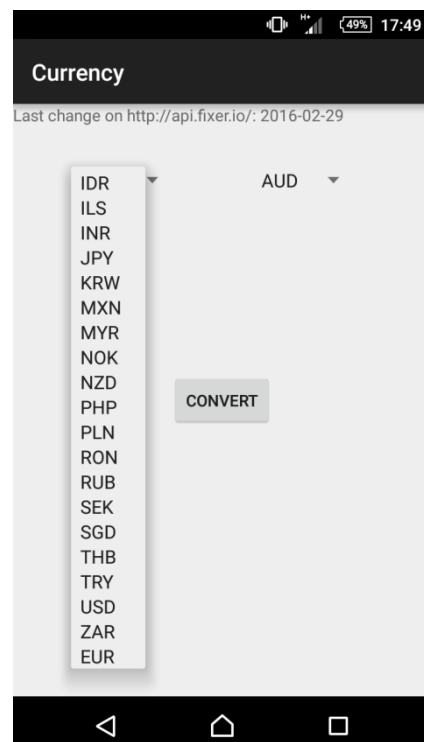 H+ 49% 17:49
Currency
Last change on http://api.fixer.io/: 2016-02-29
IDR AUD
ILS
INR
JPY
KRW
MXN
MYR
NOK
NZD
PHP CONVERT
PLN
RON
RUB
SEK
SGD
THB
TRY
USD
ZAR
EUR